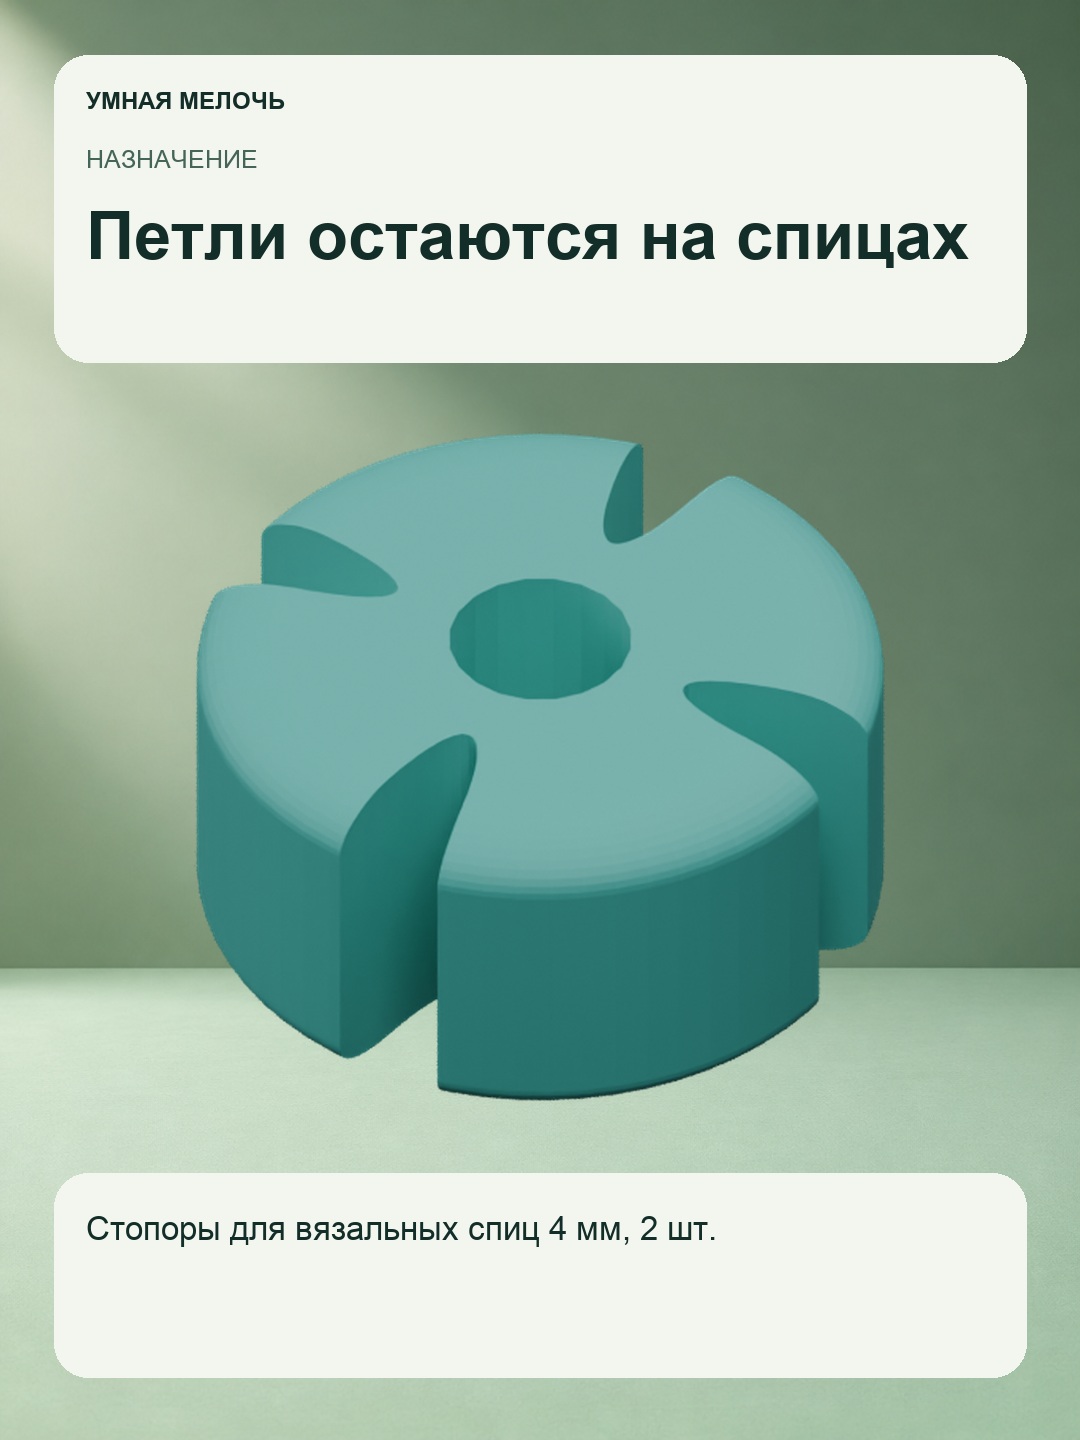 УМНАЯ МЕЛОЧЬ
НАЗНАЧЕНИЕ
Петли остаются на спицах
Стопоры для вязальных спиц 4 мм, 2 шт.